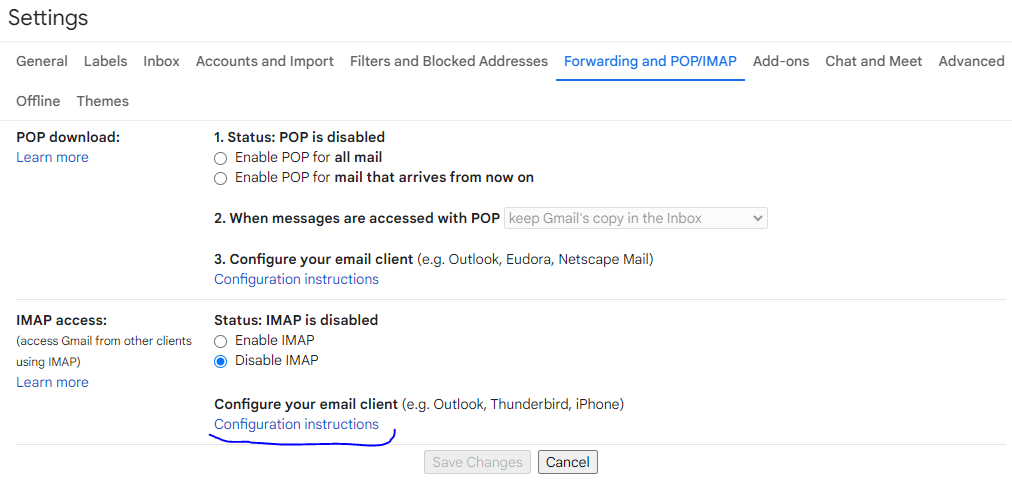 Settings
General Labels Inbox Accounts and Import Filters and Blocked Addresses Forwarding and POP/IMAP Add-ons Chat and Meet Advanced
Offline Themes
POP download:
Learn more
1. Status: POP is disabled
Enable POP for all mail
Enable POP for mail that arrives from now on
2. When messages are accessed with POP keep Gmail's copy in the Inbox
3. Configure your email client (e.g. Outlook, Eudora, Netscape Mail)
Configuration instructions
IMAP access:
(access Gmail from other clients
using IMAP)
Learn more
Status: IMAP is disabled
Enable IMAP
Disable IMAP
Configure your email client (e.g. Outlook, Thunderbird, iPhone)
Configuration instructions
Save Changes Cancel